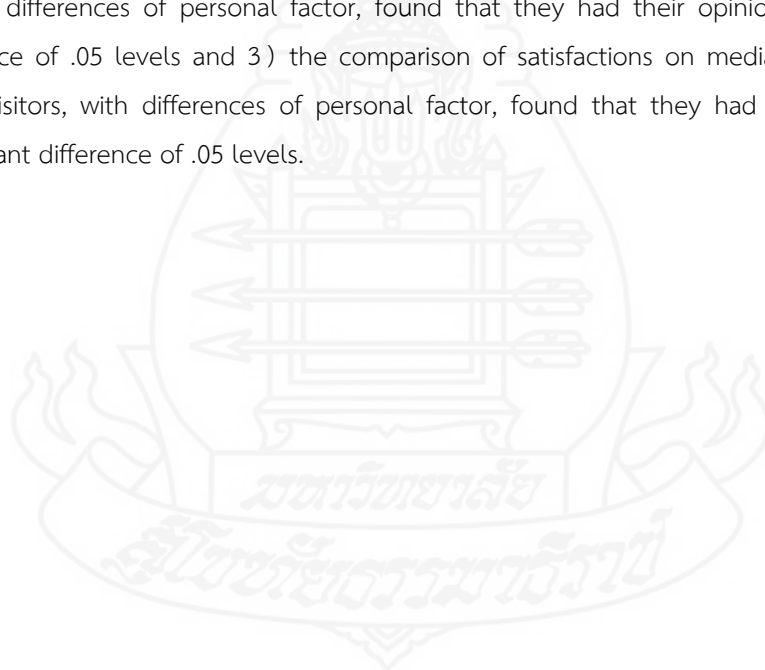 differences of personal factor, found that they had their opinio
ce of .05 levels and 3) the comparison of satisfactions on media
isitors, with differences of personal factor, found that they had
ant difference of .05 levels.
มหาวิทยาลัย
สุโขทัยธรรมาธิราช